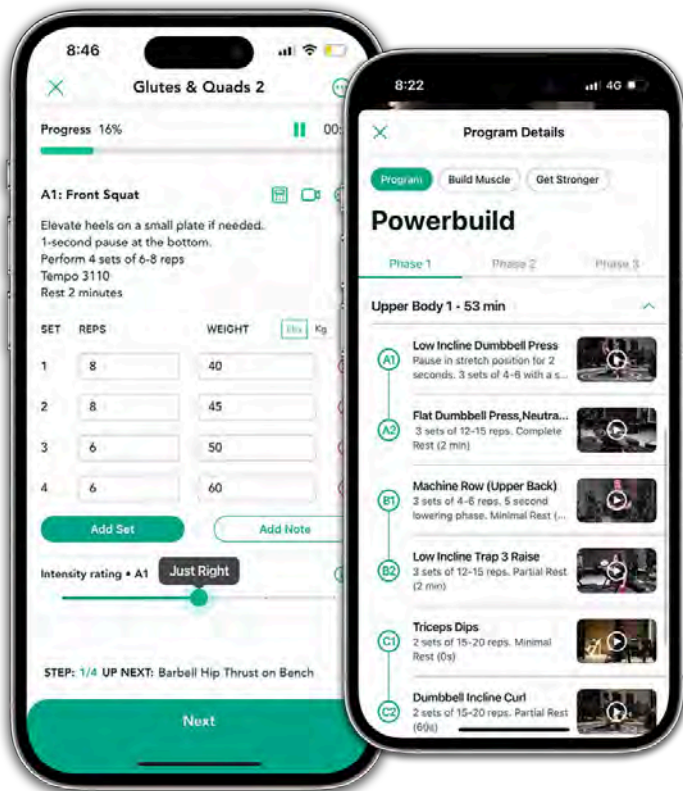 8:46
Glutes & Quads 2
Progress 16%
00:
A1: Front Squat
Elevate heels on a small plate if needed.
1-second pause at the bottom.
Perform 4 sets of 6-8 reps
Tempo 3110
Rest 2 minutes
SET REPS WEIGHT Lbs Kg
1 8 40
2 8 45
3 6 50
4 6 60
Add Set Add Note
Intensity rating • A1 Just Right
STEP: 1/4 UP NEXT: Barbell Hip Thrust on Bench
Next
8:22 4G
Program Details
Program Build Muscle Get Stronger
Powerbuild
Phase 1 Phase 2 Phase 3
Upper Body 1 - 53 min
A1 Low Incline Dumbbell Press
Pause in stretch position for 2
seconds. 3 sets of 4-6 with a s...
A2 Flat Dumbbell Press,Neutra...
3 sets of 12-15 reps. Complete
Rest (2 min)
B1 Machine Row (Upper Back)
3 sets of 4-6 reps. 5 second
lowering phase. Minimal Rest (...
B2 Low Incline Trap 3 Raise
3 sets of 12-15 reps. Partial Rest
(2 min)
C1 Triceps Dips
2 sets of 15-20 reps. Minimal
Rest (0s)
C2 Dumbbell Incline Curl
2 sets of 15-20 reps. Partial Rest
(60s)